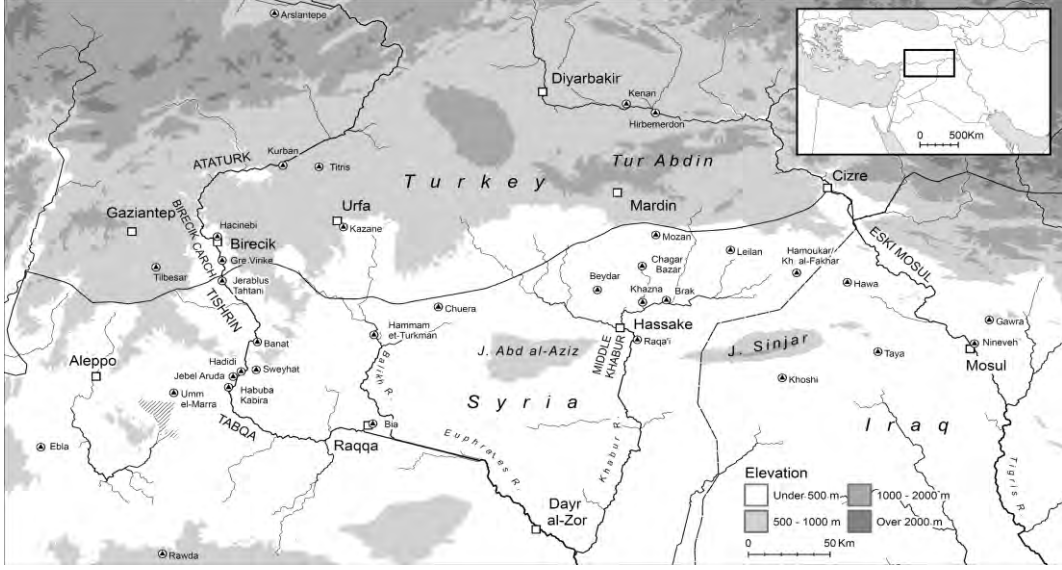 Arslantepe
Diyarbakir
Kenan
Hirbemerdon
0
500Km
Kurban
ATATURK
Titris
Tur Abdin
Turkey
Cizre
Mardin
Urfa
Kazane
Gaziantep
Hacinebi
Birecik
BIRECIK CARCH
Gre Virike
Tilbesar
Jerablus
Tahtani
TISHRIN
Mozan
Leilan
Hamoukar/
Kh. al-Fakhar
ESKI MOSUL
Chagar
Bazar
Beydar
Khazna
Brak
Hawa
Chuera
Hammam
et-Turkman
Hassake
Raqa'i
MIDDLE
KHABUR
J. Abd al-Aziz
J. Sinjar
Gawra
Nineveh
Mosul
Taya
Khoshi
Banat
Aleppo
Hadidi
Sweyhat
Jebel Aruda
Habuba
Kabira
Umm
el-Marra
Balikh R.
Syria
Iraq
TABQA
Bia
Raqqa
Ebla
Euphrates R.
Khabur R.
Tigris R.
Dayr
al-Zor
Rawda
Elevation
Under 500 m
1000 - 2000 m
500 - 1000 m
Over 2000 m
0
50 Km